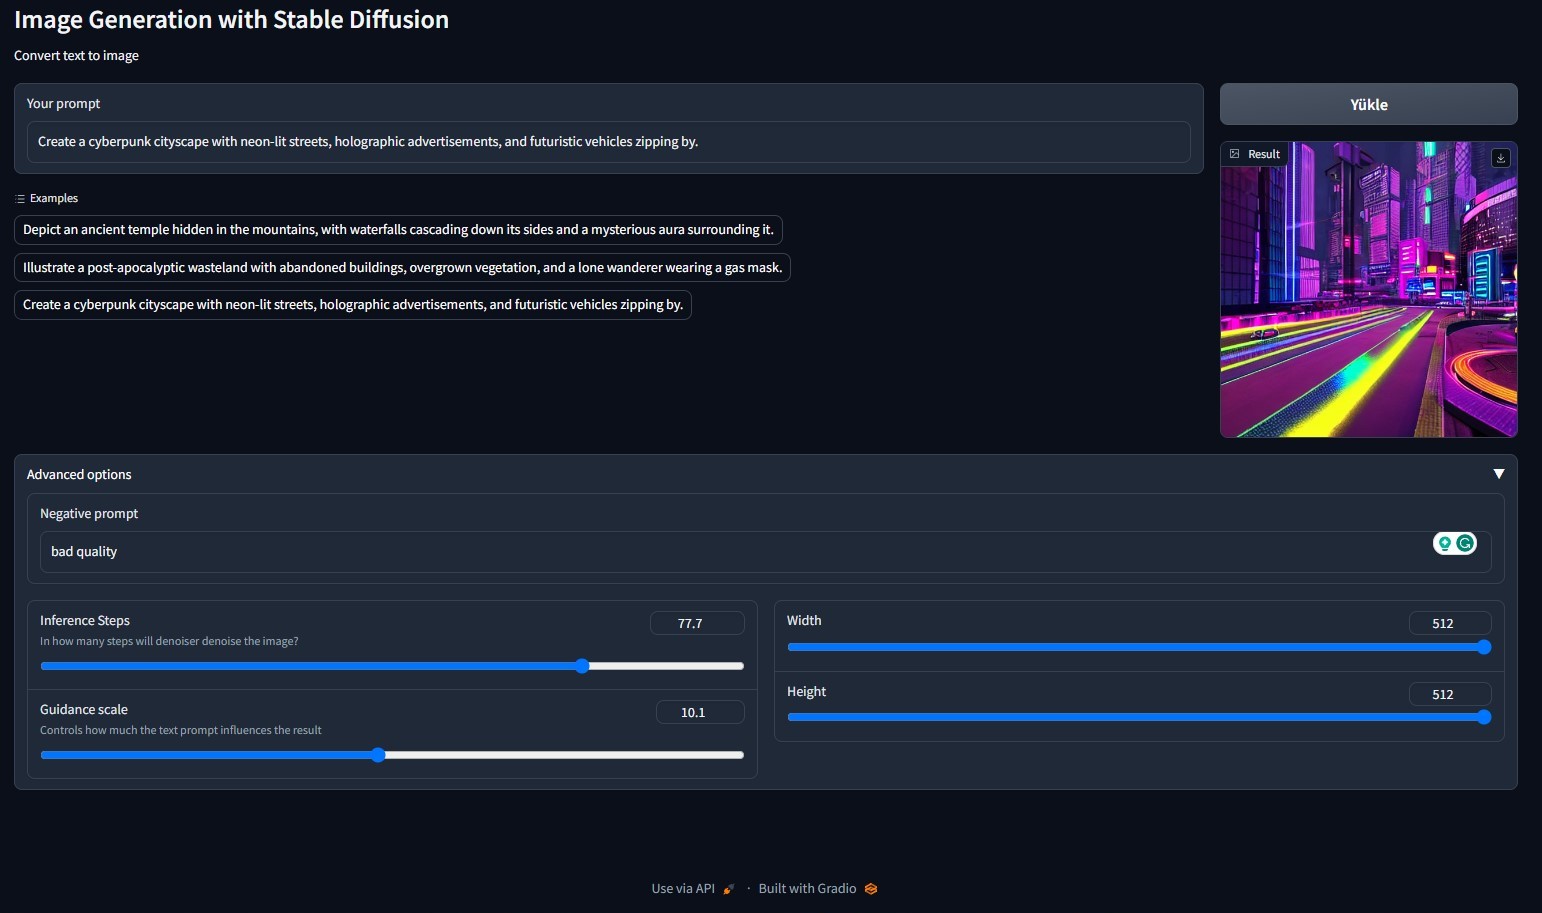 Image Generation with Stable Diffusion
Convert text to image
Your prompt
Create a cyberpunk cityscape with neon-lit streets, holographic advertisements, and futuristic vehicles zipping by.
Yükle
Result
Examples
Depict an ancient temple hidden in the mountains, with waterfalls cascading down its sides and a mysterious aura surrounding it.
Illustrate a post-apocalyptic wasteland with abandoned buildings, overgrown vegetation, and a lone wanderer wearing a gas mask.
Create a cyberpunk cityscape with neon-lit streets, holographic advertisements, and futuristic vehicles zipping by.
Advanced options
Negative prompt
bad quality
Inference Steps
77.7
In how many steps will denoiser denoise the image?
Guidance scale
10.1
Controls how much the text prompt influences the result
Width
512
Height
512
Use via API · Built with Gradio